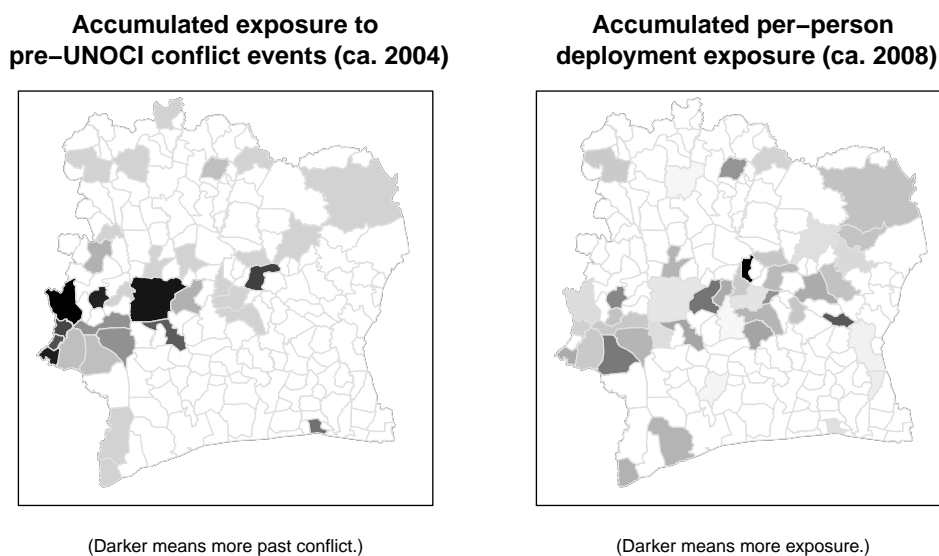 Accumulated exposure to
pre−UNOCI conflict events (ca. 2004)
(Darker means more past conflict.)
Accumulated per−person
deployment exposure (ca. 2008)
(Darker means more exposure.)